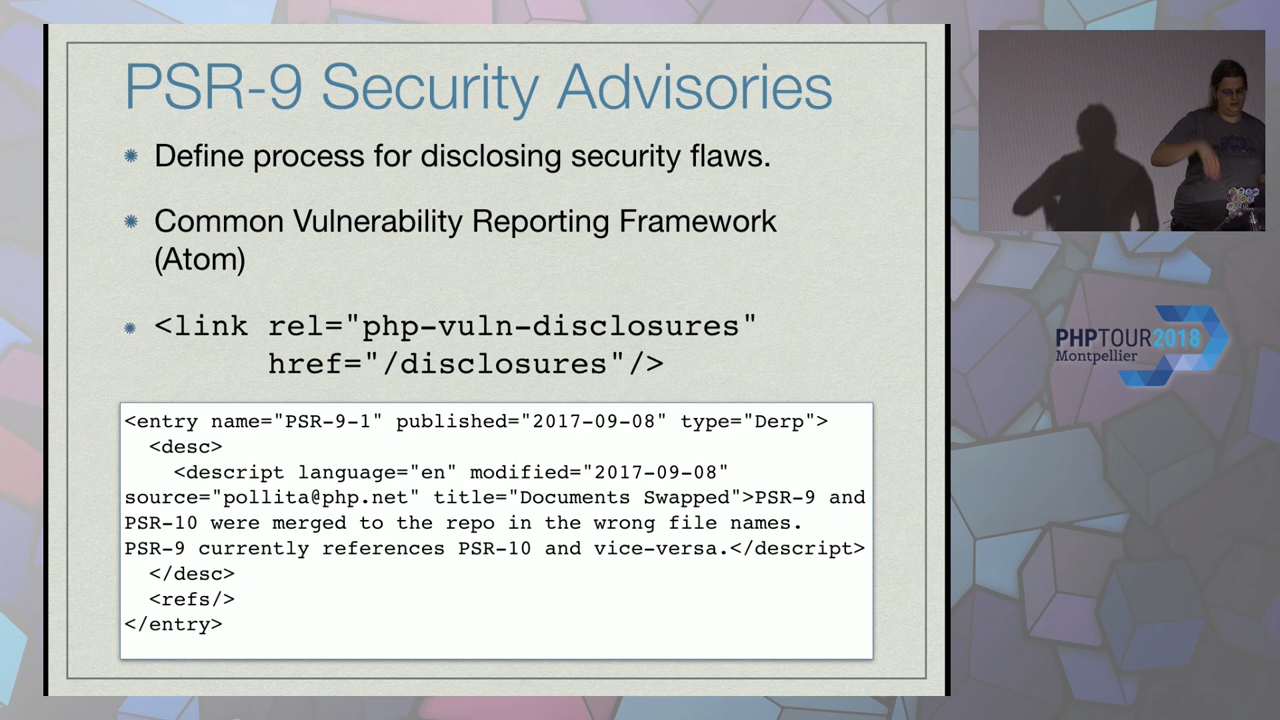 PSR-9 Security Advisories
Define process for disclosing security flaws.
Common Vulnerability Reporting Framework
(Atom)
<link rel="php-vuln-disclosures"
href="/disclosures"/>
<entry name="PSR-9-1" published="2017-09-08" type="Derp">
<desc>
<descript language="en" modified="2017-09-08"
source="pollita@php.net" title="Documents Swapped">PSR-9 and
PSR-10 were merged to the repo in the wrong file names.
PSR-9 currently references PSR-10 and vice-versa.</descript>
</desc>
<refs/>
</entry>
PHPTOUR2018
Montpellier